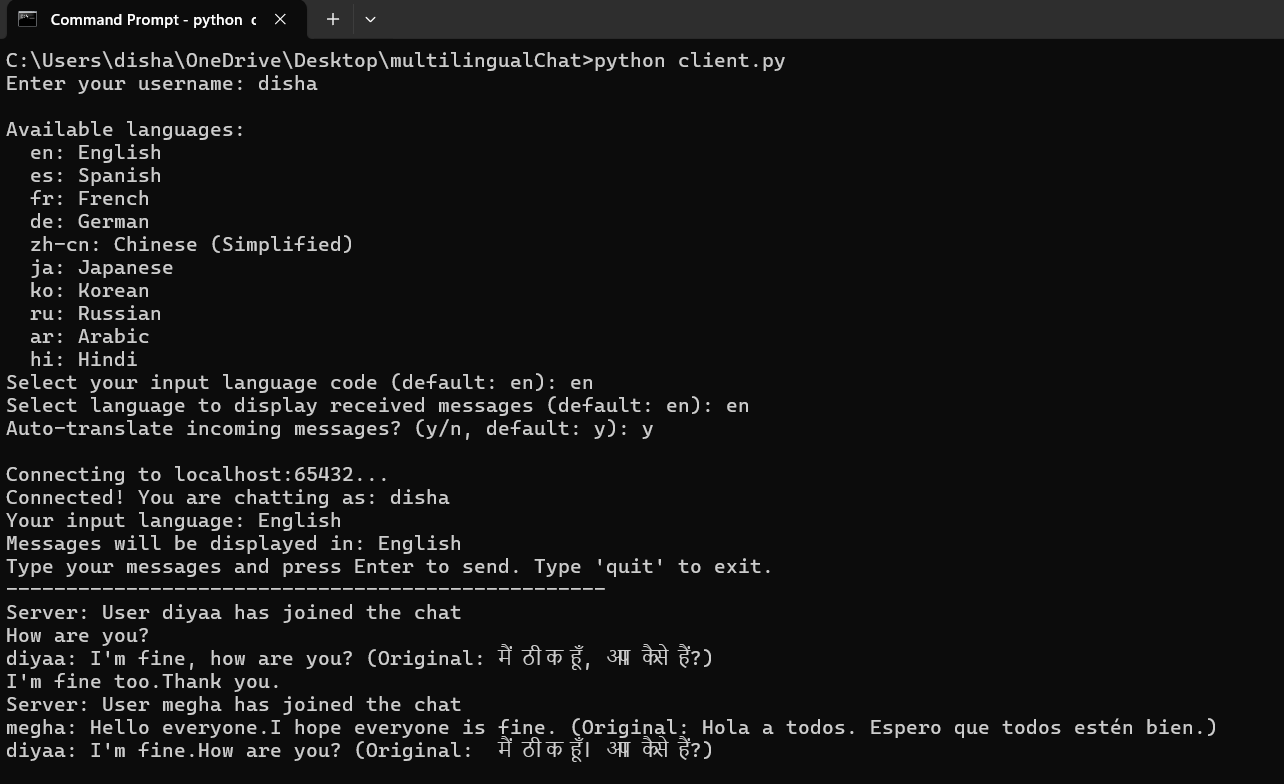 Command Prompt - python c
C:\Users\disha\OneDrive\Desktop\multilingualChat>python client.py
Enter your username: disha
Available languages:
en: English
es: Spanish
fr: French
de: German
zh-cn: Chinese (Simplified)
ja: Japanese
ko: Korean
ru: Russian
ar: Arabic
hi: Hindi
Select your input language code (default: en): en
Select language to display received messages (default: en): en
Auto-translate incoming messages? (y/n, default: y): y
Connecting to localhost:65432...
Connected! You are chatting as: disha
Your input language: English
Messages will be displayed in: English
Type your messages and press Enter to send. Type 'quit' to exit.
--------------------------------------------------
Server: User diyaa has joined the chat
How are you?
diyaa: I'm fine, how are you? (Original: मैं ठीक हूँ, आप कैसे हैं?)
I'm fine too.Thank you.
Server: User megha has joined the chat
megha: Hello everyone.I hope everyone is fine. (Original: Hola a todos. Espero que todos estén bien.)
diyaa: I'm fine.How are you? (Original:  मैं ठीक हूँ। आप कैसे हैं?)